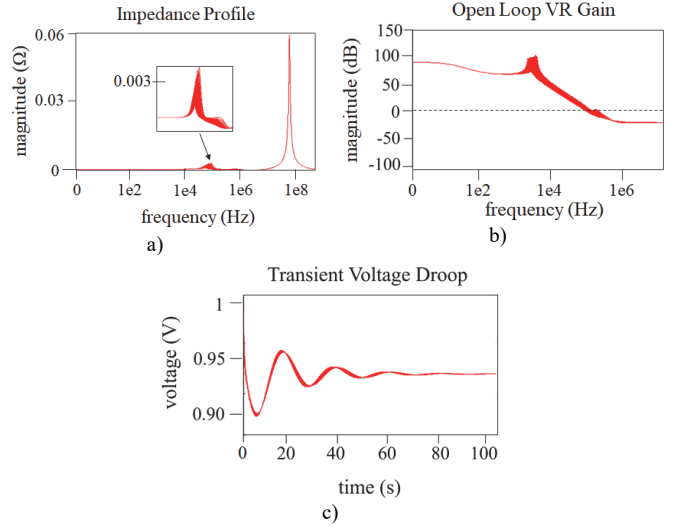 Impedance Profile
magnitude (Ω)
0.06
0.03
0
0.003
0
1e2
1e4
1e6
1e8
frequency (Hz)
a)
Open Loop VR Gain
magnitude (dB)
150
100
50
0
-50
-100
0
1e2
1e4
1e6
frequency (Hz)
b)
Transient Voltage Droop
voltage (V)
1
0.95
0.90
0
20
40
60
80
100
time (s)
c)